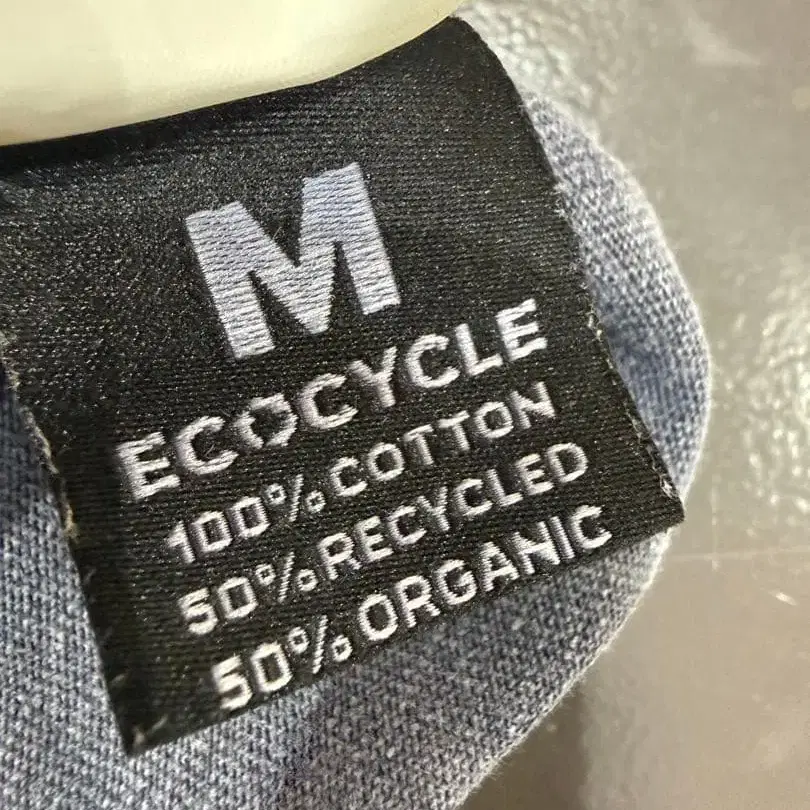 M
ECOCYCLE
100% COTTON
50% RECYCLED
50% ORGANIC